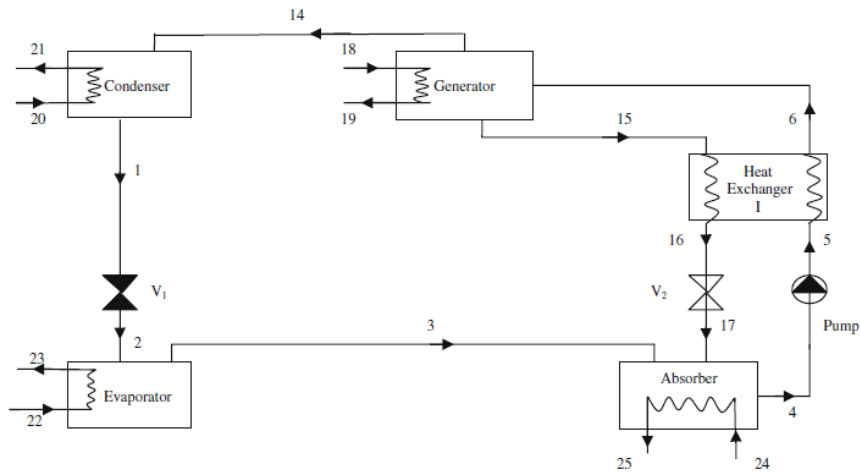 14
21
18
Condenser
Generator
20
19
15
6
1
Heat
Exchanger
I
16
5
V1
V2
Pump
2
3
17
23
Evaporator
Absorber
22
4
25
24